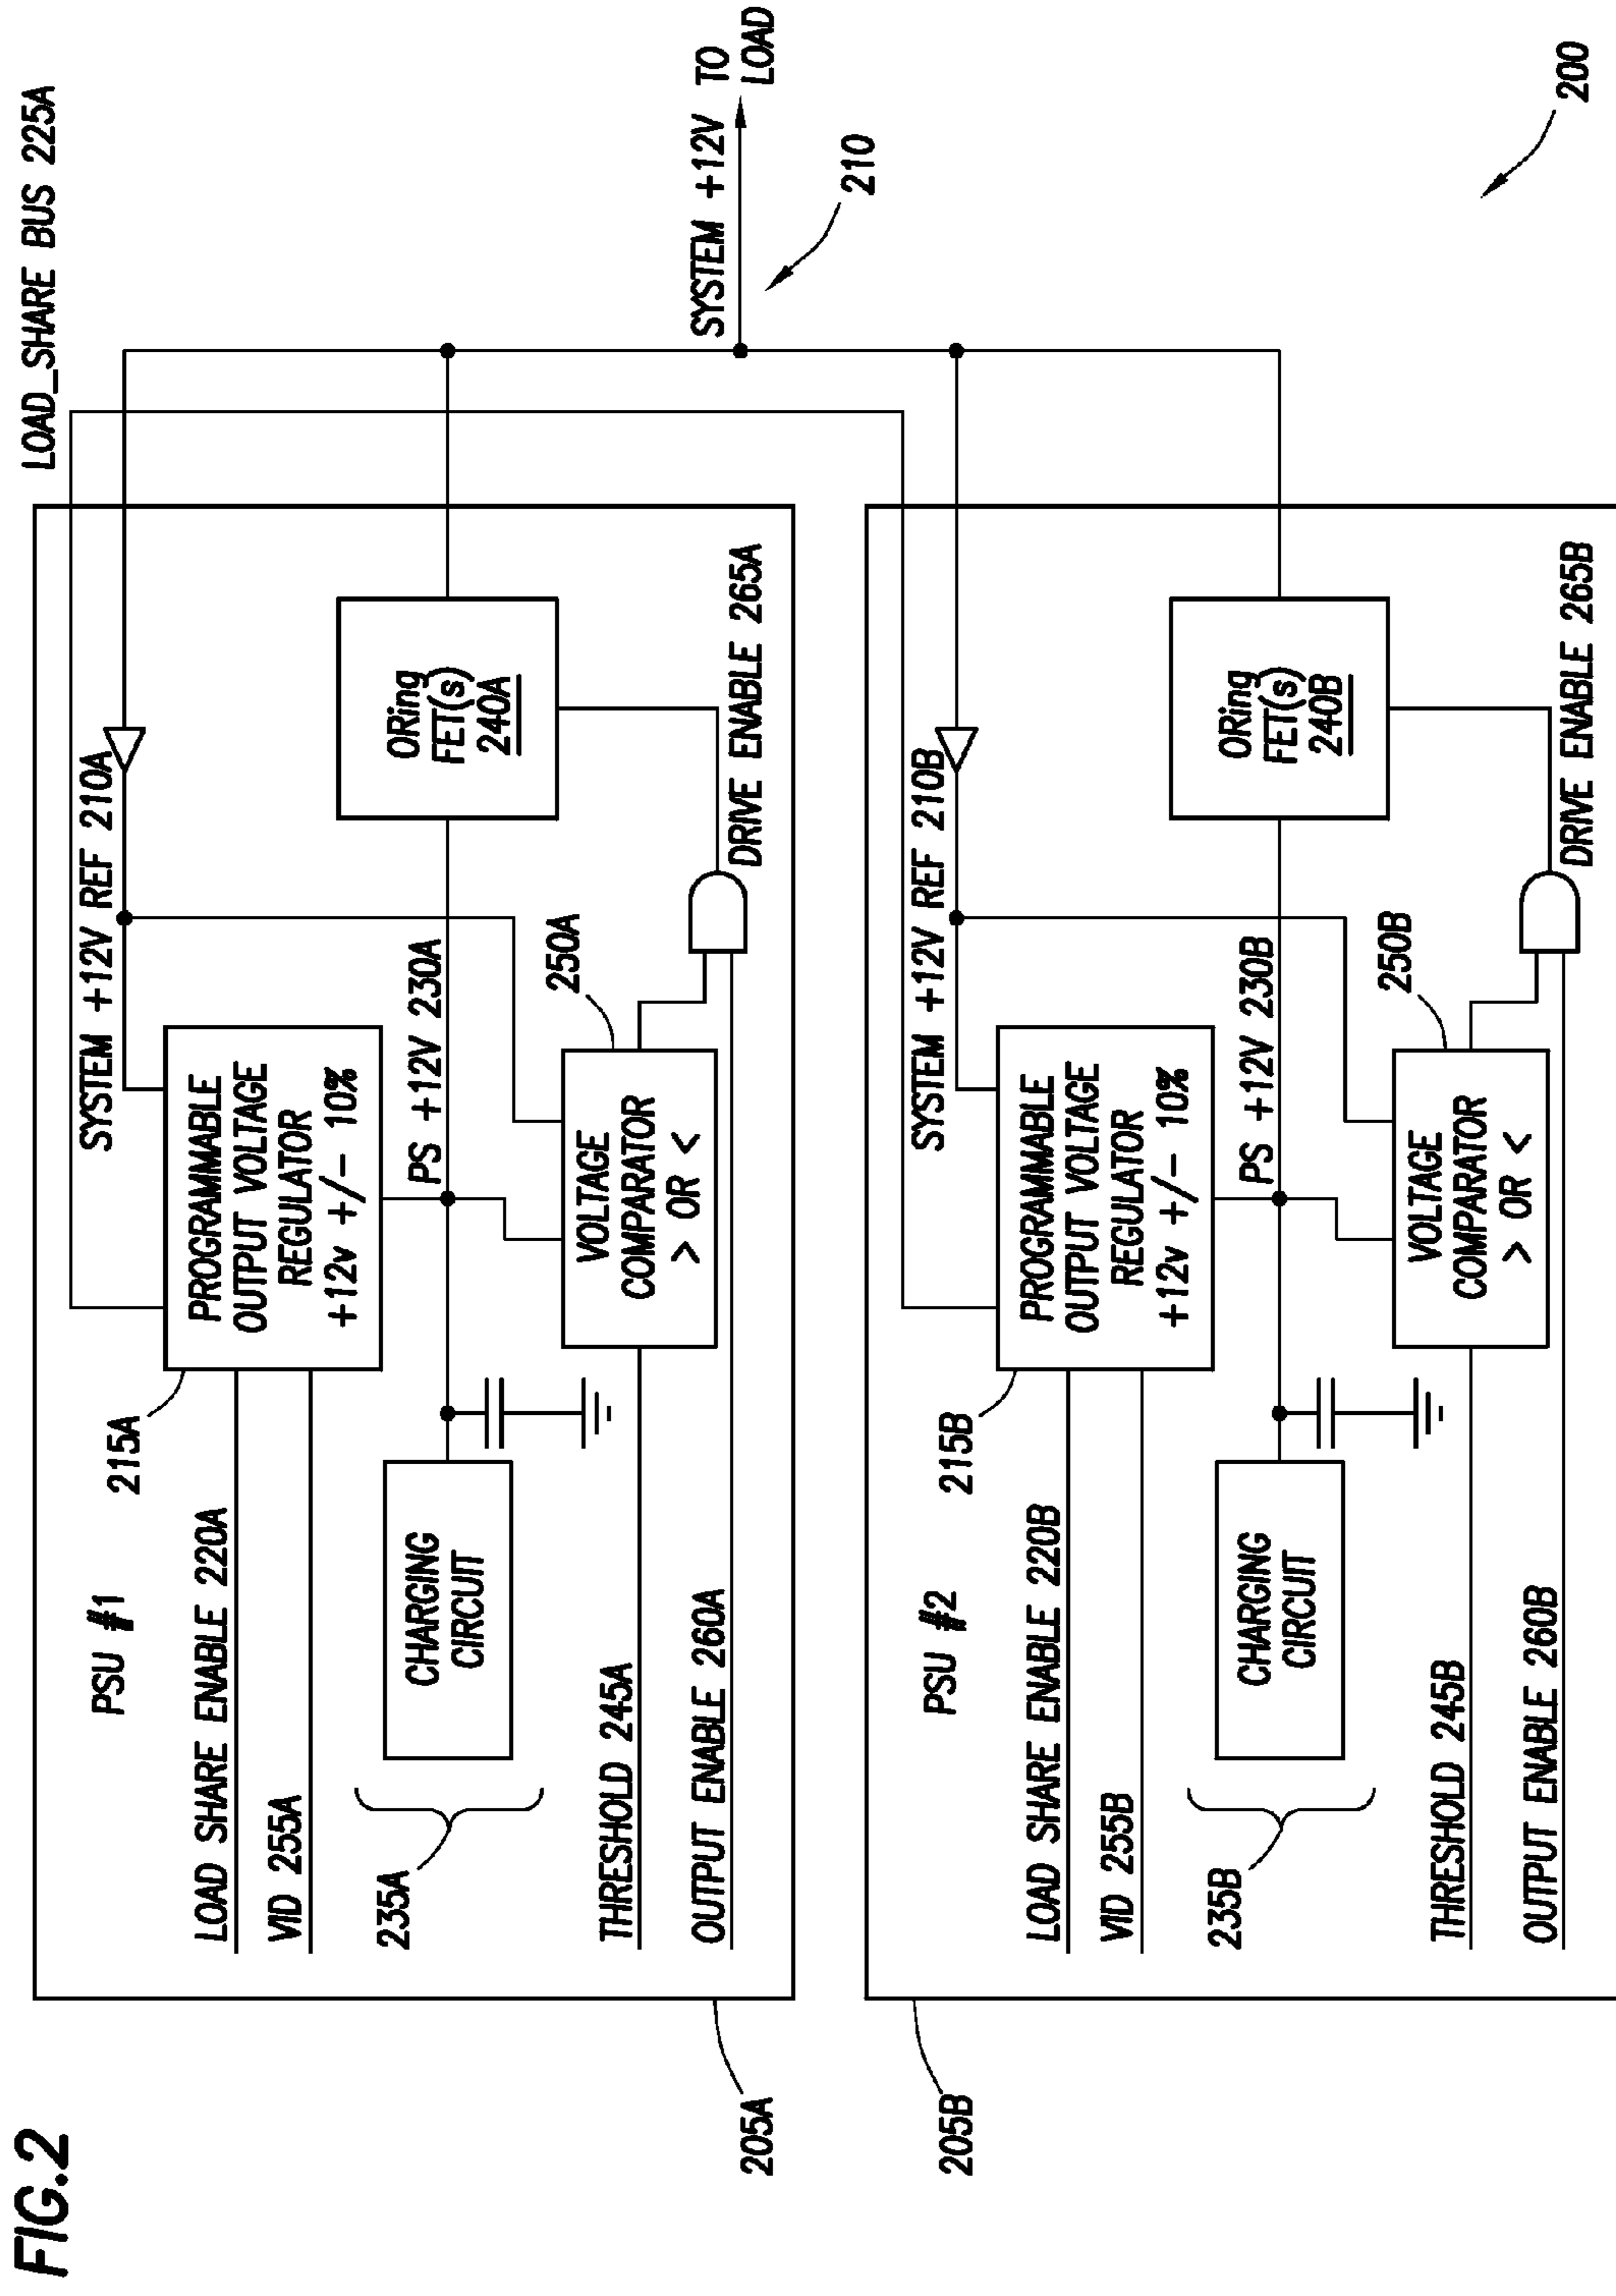 FIG.2
LOAD_SHARE BUS 225A
SYSTEM +12V REF 210A
PSU #1
215A
PROGRAMMABLE
OUTPUT VOLTAGE
REGULATOR
+12v +/- 10%
LOAD SHARE ENABLE 220A
VID 255A
PS +12V 230A
ORing
FET(s)
240A
CHARGING
CIRCUIT
235A
250A
VOLTAGE
COMPARATOR
> OR <
THRESHOLD 245A
OUTPUT ENABLE 260A
DRIVE ENABLE 265A
205A
SYSTEM +12V TO
LOAD
210
SYSTEM +12V REF 210B
PSU #2
215B
PROGRAMMABLE
OUTPUT VOLTAGE
REGULATOR
+12v +/- 10%
LOAD SHARE ENABLE 220B
VID 255B
PS +12V 230B
ORing
FET(s)
240B
CHARGING
CIRCUIT
235B
250B
VOLTAGE
COMPARATOR
> OR <
THRESHOLD 245B
OUTPUT ENABLE 260B
DRIVE ENABLE 265B
205B
200